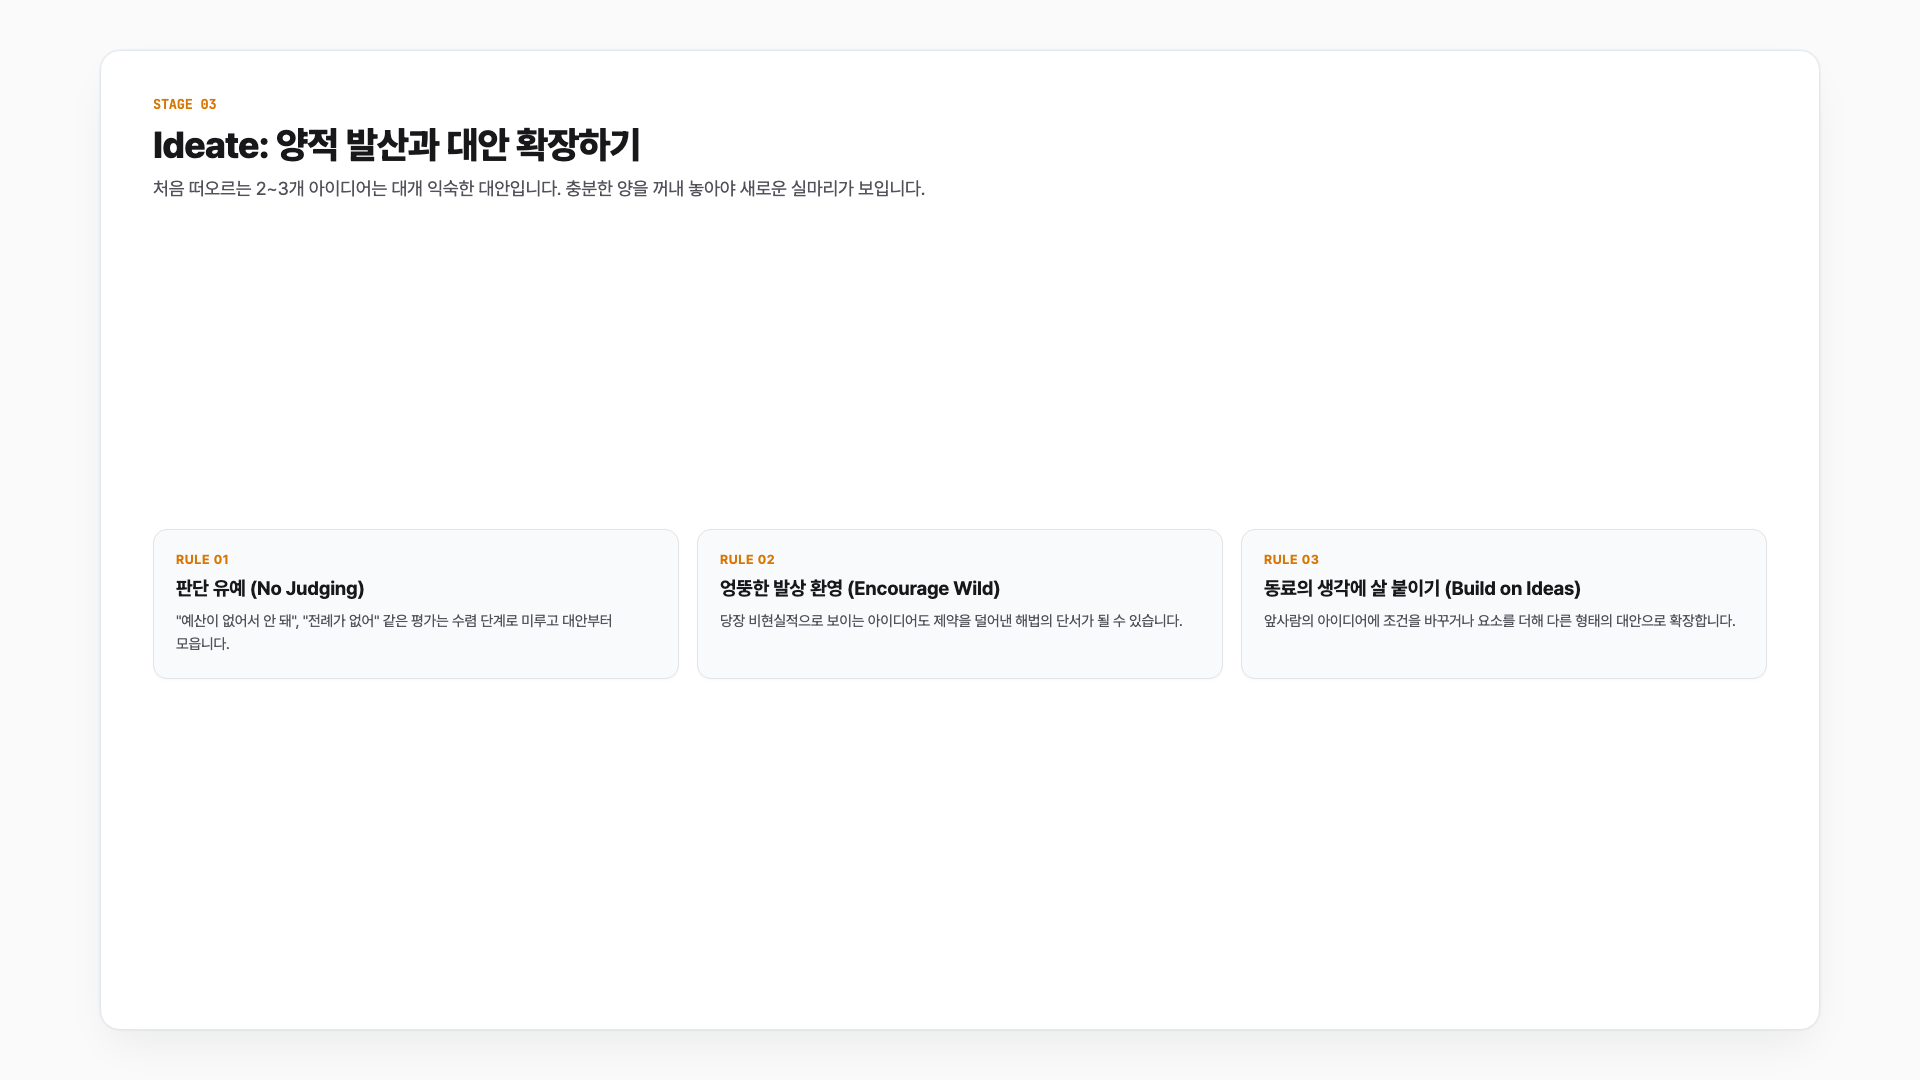 STAGE 03
Ideate: 양적 발산과 대안 확장하기
처음 떠오르는 2~3개 아이디어는 대개 익숙한 대안입니다. 충분한 양을 꺼내 놓아야 새로운 실마리가 보입니다.
RULE 01
판단 유예 (No Judging)
"예산이 없어서 안 돼", "전례가 없어" 같은 평가는 수렴 단계로 미루고 대안부터
모읍니다.
RULE 02
엉뚱한 발상 환영 (Encourage Wild)
당장 비현실적으로 보이는 아이디어도 제약을 덜어낸 해법의 단서가 될 수 있습니다.
RULE 03
동료의 생각에 살 붙이기 (Build on Ideas)
앞사람의 아이디어에 조건을 바꾸거나 요소를 더해 다른 형태의 대안으로 확장합니다.